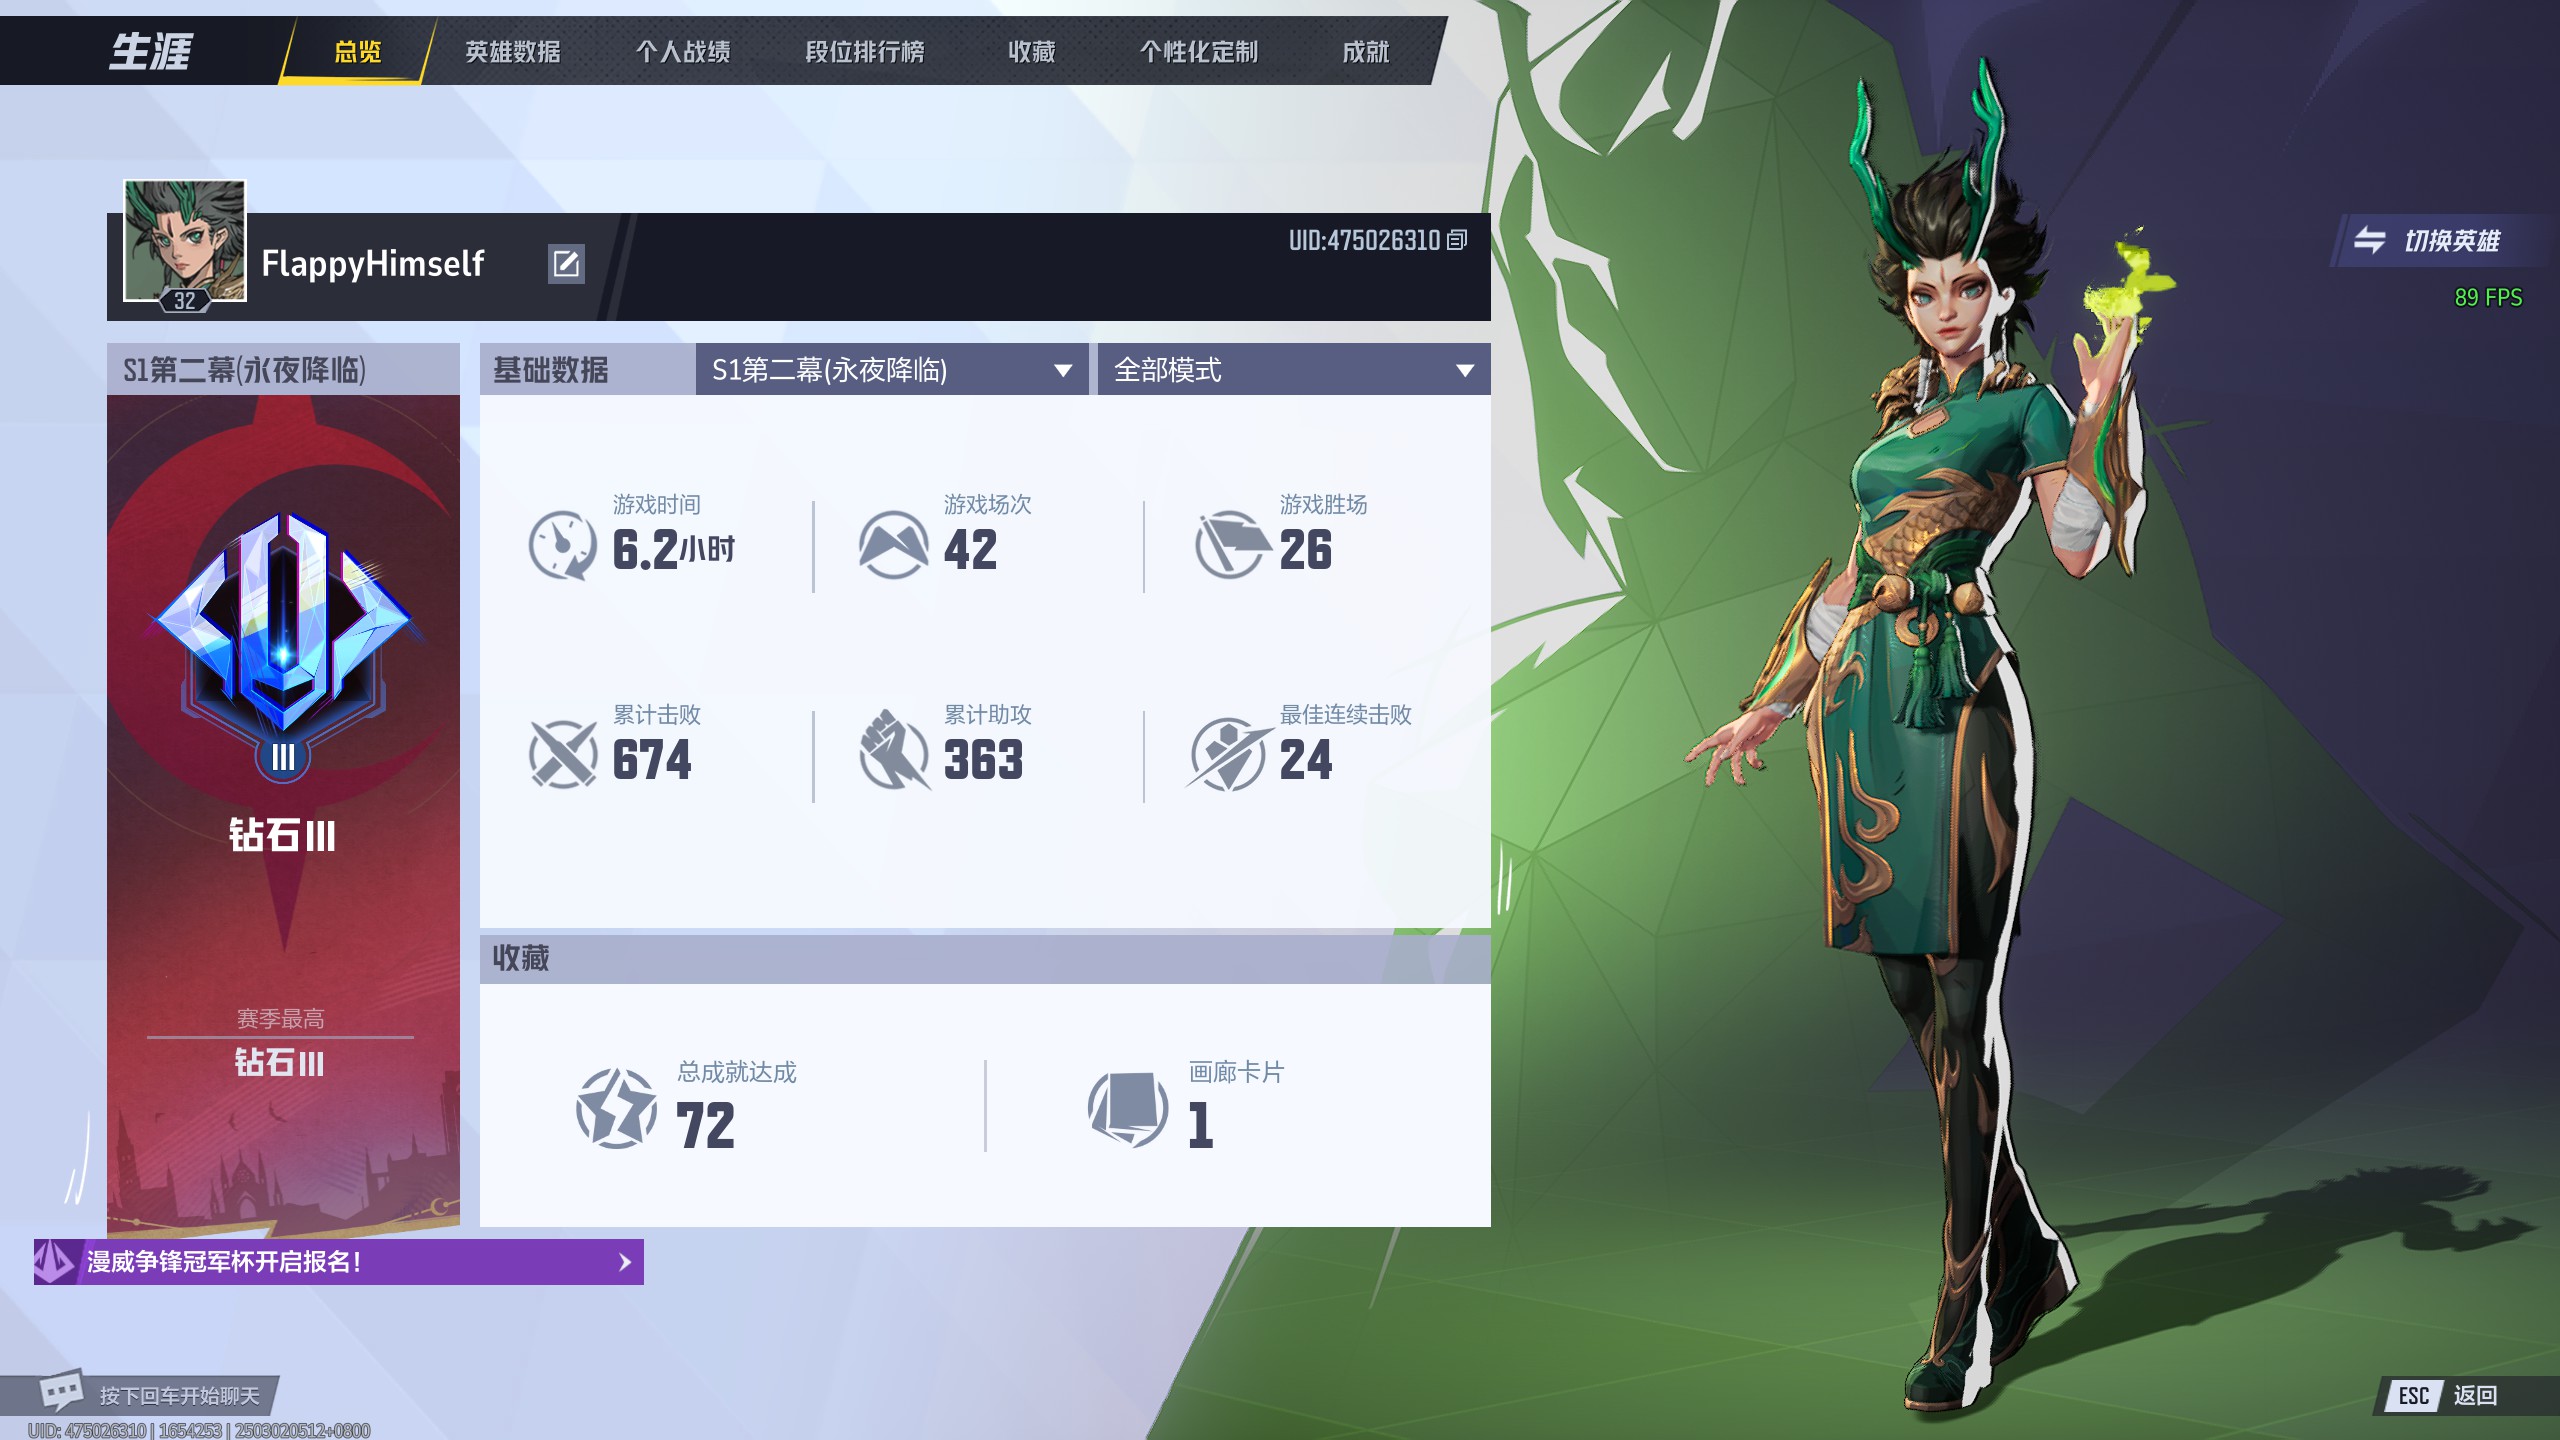 生涯 总览 英雄数据 个人战绩 段位排行榜 收藏 个性化定制 成就
FlappyHimself
UID:475026310
32
切换英雄
89 FPS
S1第二幕(永夜降临)
基础数据 S1第二幕(永夜降临) 全部模式
游戏时间 游戏场次 游戏胜场
6.2小时 42 26
累计击败 累计助攻 最佳连续击败
674 363 24
III
钻石III
赛季最高
钻石III
收藏
总成就达成 画廊卡片
72 1
漫威争锋冠军杯开启报名!
按下回车开始聊天
UID: 475026310 | 1654253 | 2503020512+0800
ESC 返回